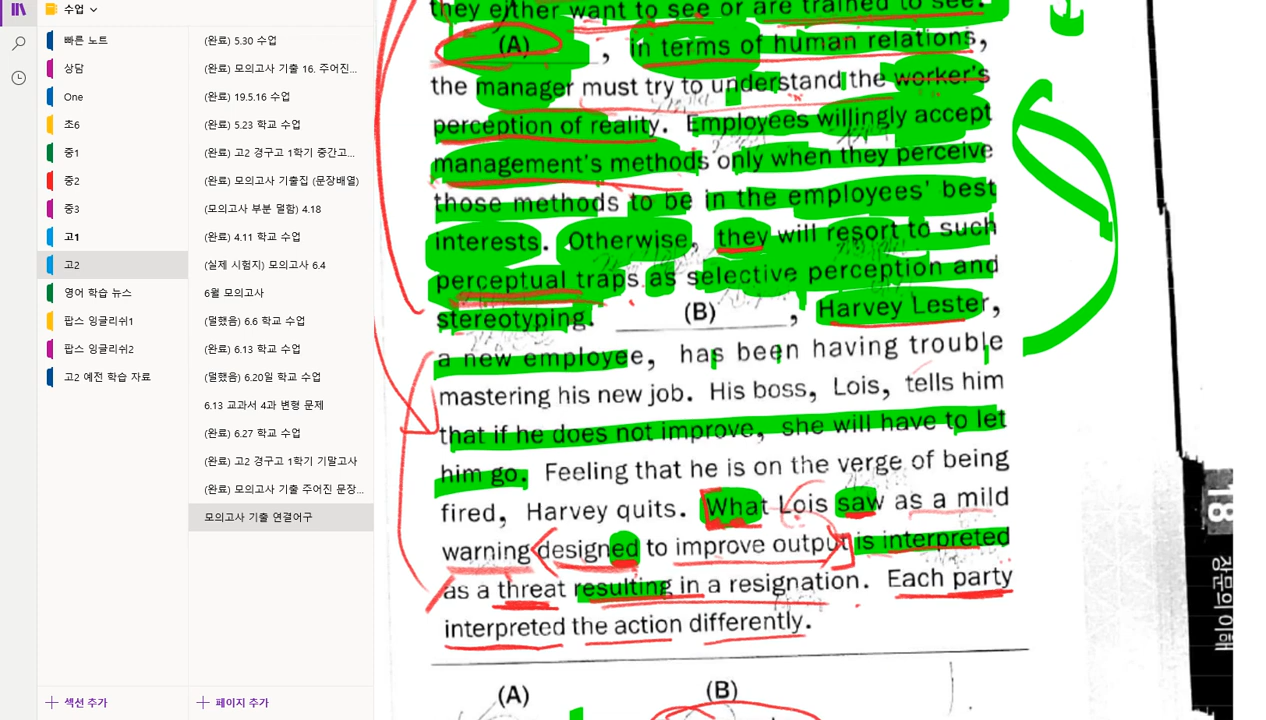 수업
빠른 노트
상담
One
초6
중1
중2
중3
고1
고2
영어 학습 뉴스
팝스 잉글리쉬1
팝스 잉글리쉬2
고2 예전 학습 자료
섹션 추가
(완료) 5.30 수업
(완료) 모의고사 기출 16. 주어진...
(완료) 19.5.16 수업
(완료) 5.23 학교 수업
(완료) 고2 경구고 1학기 중간고...
(완료) 모의고사 기출집 (문장배열)
(모의고사 부분 덜함) 4.18
(완료) 4.11 학교 수업
(실제 시험지) 모의고사 6.4
6월 모의고사
(덜했음) 6.6 학교 수업
(완료) 6.13 학교 수업
(덜했음) 6.20일 학교 수업
6.13 교과서 4과 변형 문제
(완료) 6.27 학교 수업
(완료) 고2 경구고 1학기 기말고사
(완료) 모의고사 기출 주어진 문장...
모의고사 기출 연결어구
페이지 추가
they either want to see or are trained to see.
(A) , in terms of human relations,
the manager must try to understand the worker's
perception of reality. Employees willingly accept
management's methods only when they perceive
those methods to be in the employees' best
interests. Otherwise, they will resort to such
perceptual traps as selective perception and
stereotyping. (B) , Harvey Lester,
a new employee, has been having trouble
mastering his new job. His boss, Lois, tells him
that if he does not improve, she will have to let
him go. Feeling that he is on the verge of being
fired, Harvey quits. What Lois saw as a mild
warning designed to improve output is interpreted
as a threat resulting in a resignation. Each party
interpreted the action differently.
(A) (B)
18
장문의 이해